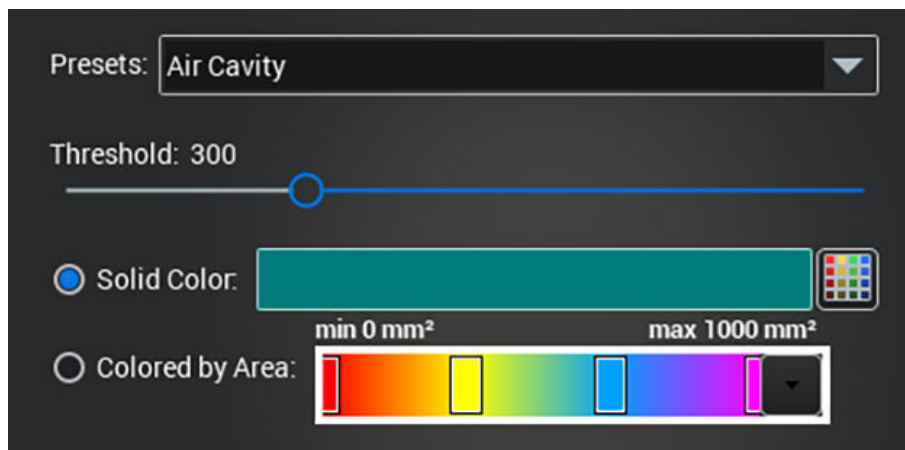 Presets: Air Cavity
Threshold: 300
Solid Color:
min 0 mm² max 1000 mm²
Colored by Area: